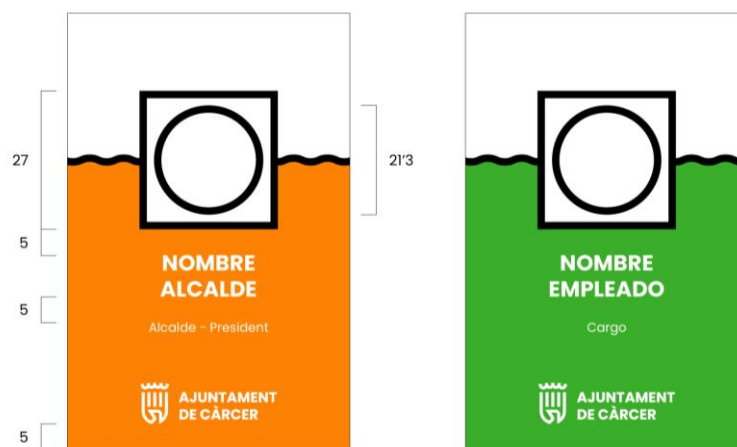 27
21'3
5
NOMBRE
ALCALDE
5
Alcalde - President
AJUNTAMENT
DE CÀRCER
5
NOMBRE
EMPLEADO
Cargo
AJUNTAMENT
DE CÀRCER